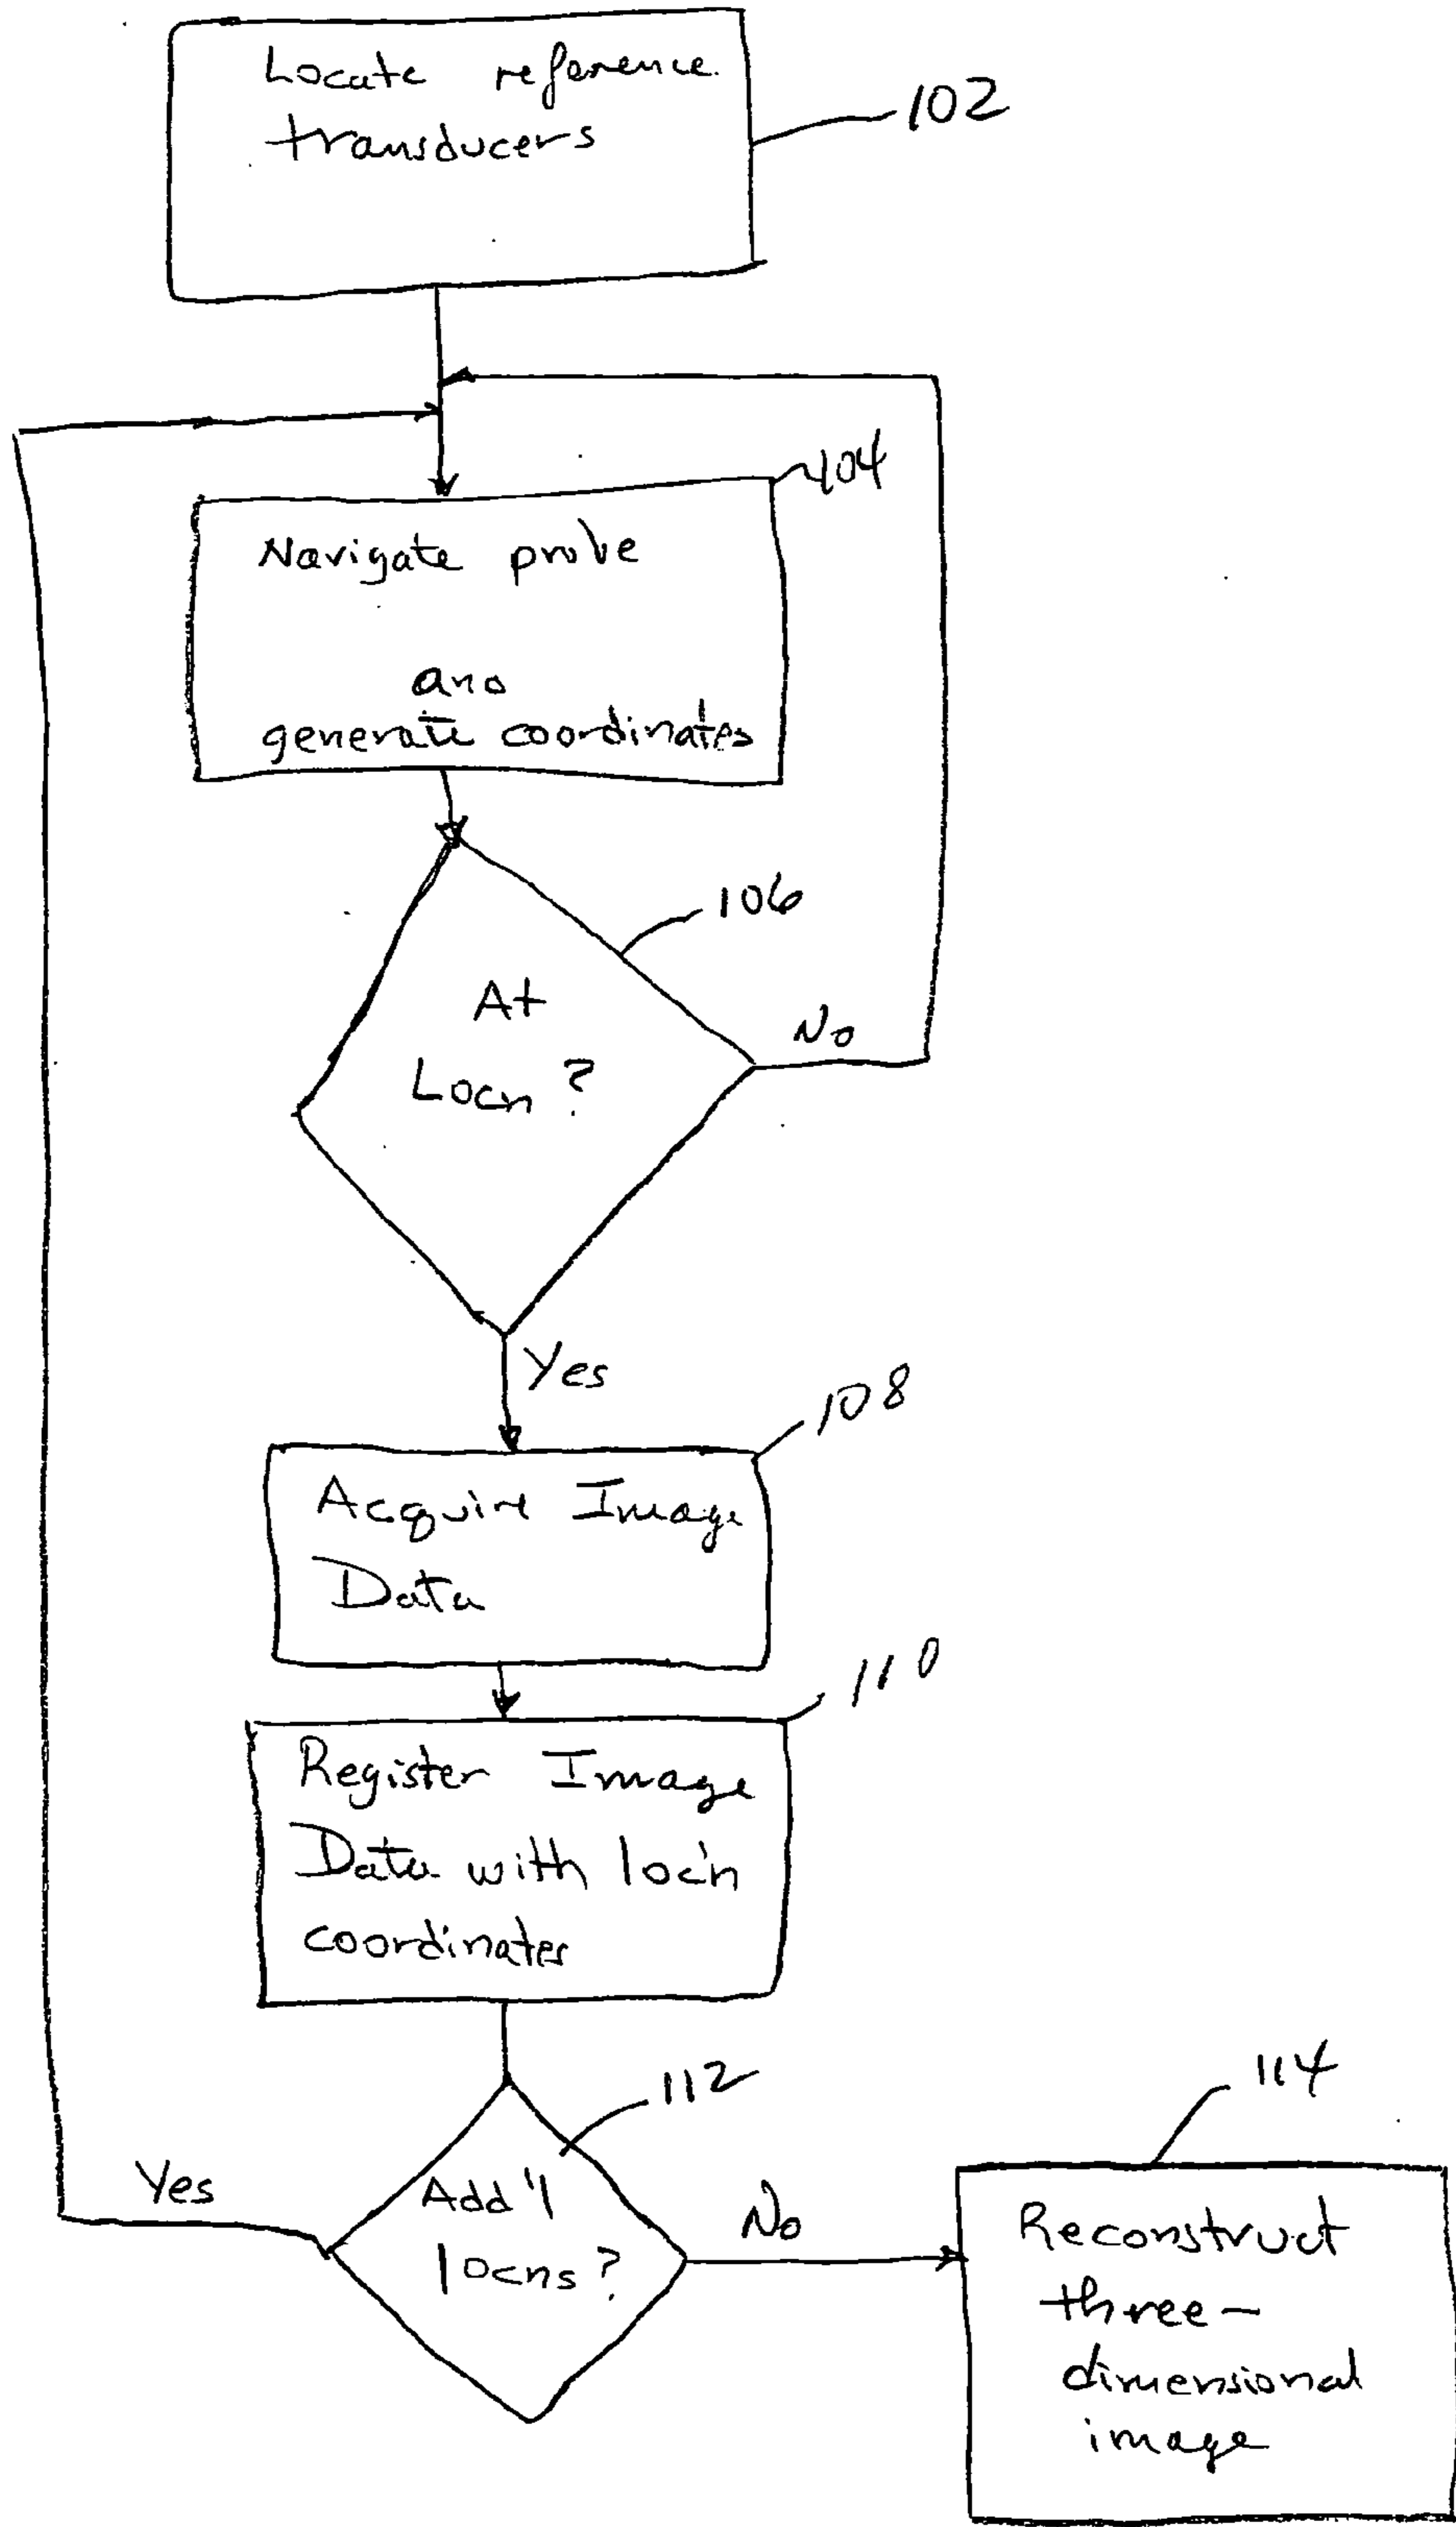 Locate reference
transducers
102
104
Navigate probe
and
generate coordinates
106
At
Locn?
No
Yes
108
Acquire Image
Data
110
Register Image
Data with loc'n
coordinates
112
Add'l
locns?
Yes
No
114
Reconstruct
three-
dimensional
image